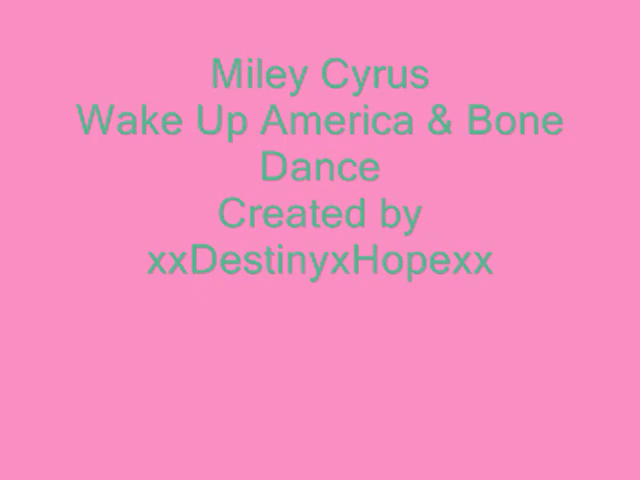 Miley Cyrus
Wake Up America & Bone
Dance
Created by
xxDestinyxHopexx